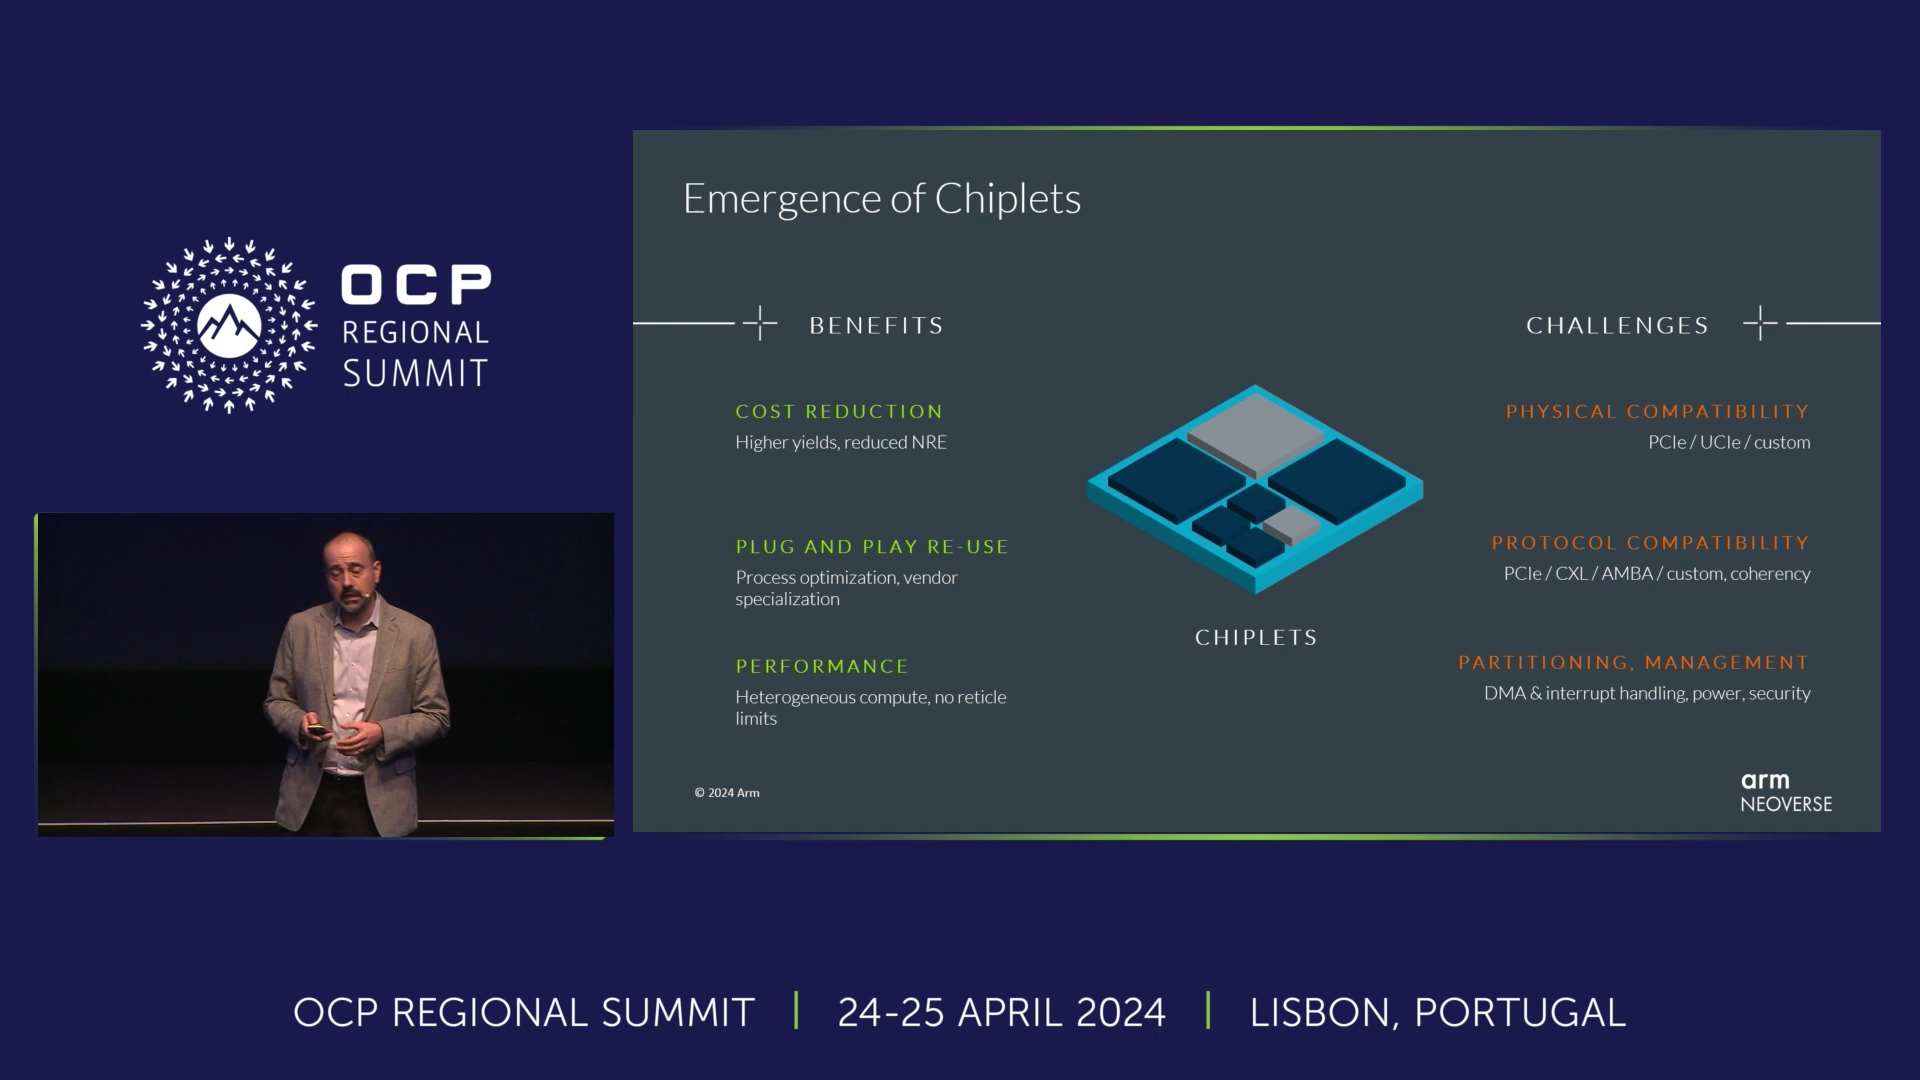 OCP
REGIONAL
SUMMIT
Emergence of Chiplets
BENEFITS
COST REDUCTION
Higher yields, reduced NRE
PLUG AND PLAY RE-USE
Process optimization, vendor
specialization
PERFORMANCE
Heterogeneous compute, no reticle
limits
CHIPLETS
CHALLENGES
PHYSICAL COMPATIBILITY
PCIe / UCIe / custom
PROTOCOL COMPATIBILITY
PCIe / CXL / AMBA / custom, coherency
PARTITIONING, MANAGEMENT
DMA & interrupt handling, power, security
© 2024 Arm
arm
NEOVERSE
OCP REGIONAL SUMMIT | 24-25 APRIL 2024 | LISBON, PORTUGAL